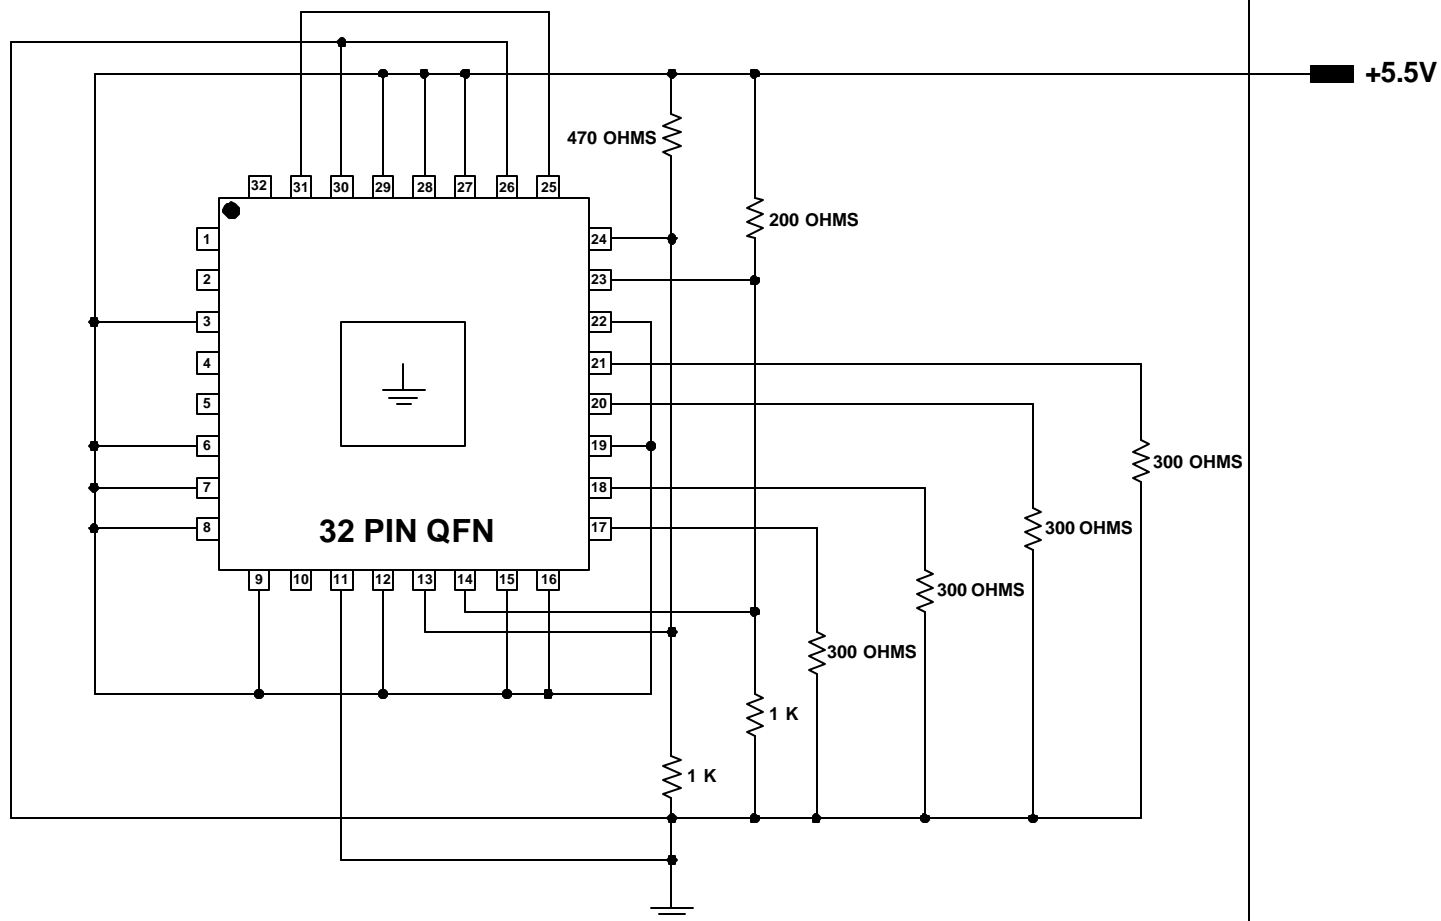 +5.5V
470 OHMS
32 31 30 29 28 27 26 25
200 OHMS
1 24
2 23
3 22
4 21
5 20
6 19
300 OHMS
7 18
8 32 PIN QFN 17
300 OHMS
9 10 11 12 13 14 15 16
300 OHMS
300 OHMS
1 K
1 K